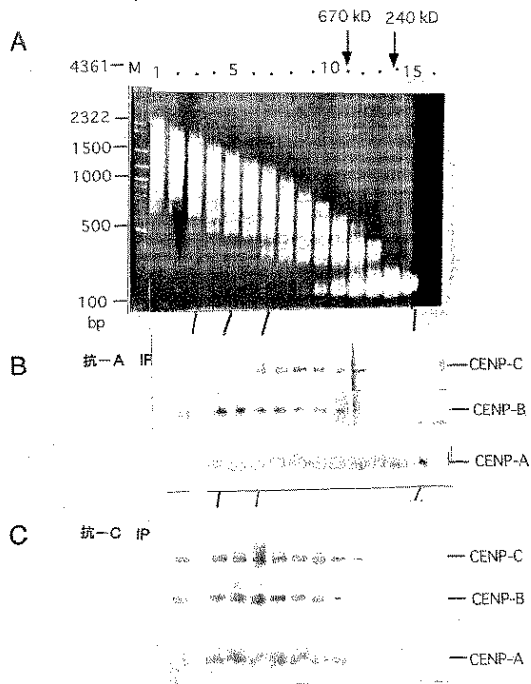 670 kD 240 kD
A
4361 M 1 . . . 5 . . . . 10 . . . . 15 .
2322
1500
1000
500
100
bp
B 抗-A IP
CENP-C
CENP-B
CENP-A
C 抗-C IP
CENP-C
CENP-B
CENP-A